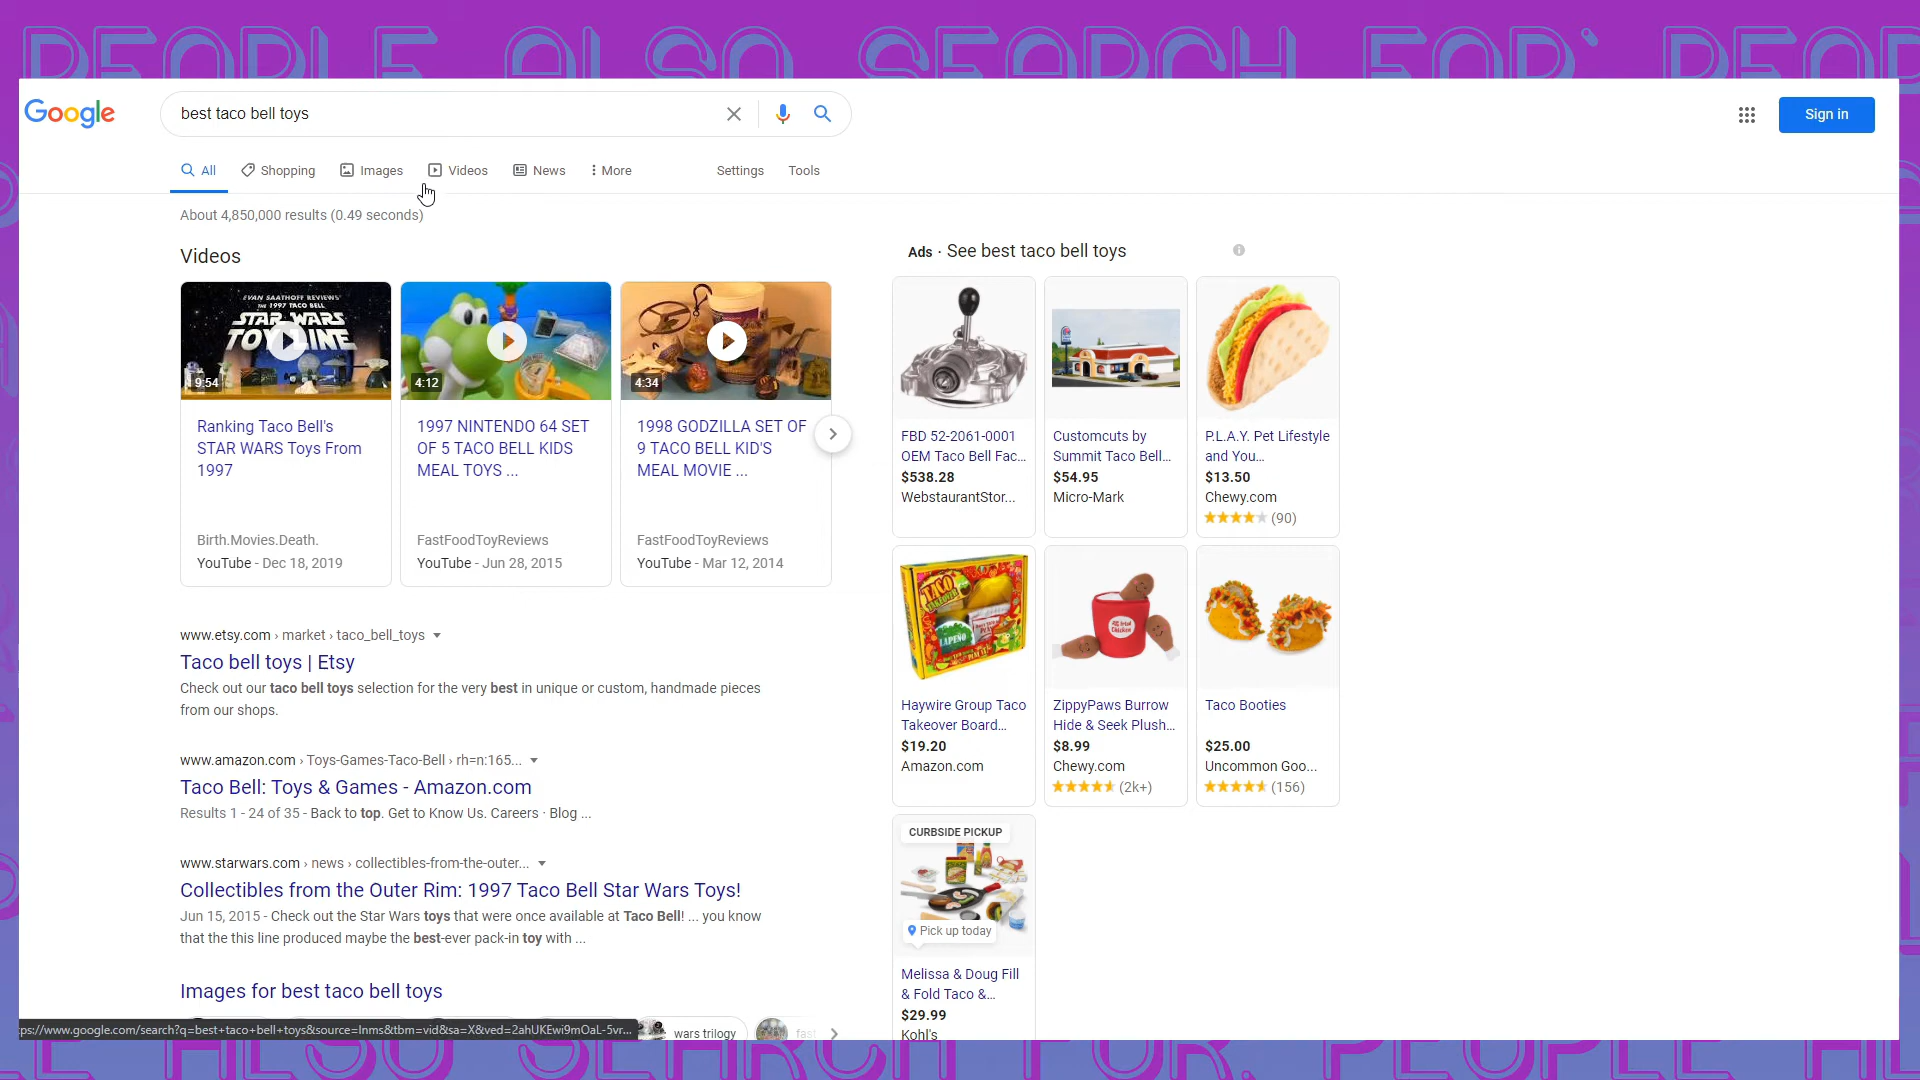 PEOPLE ALSO SEARCH FOR: PEOP
Google
best taco bell toys
Sign in
All
Shopping
Images
Videos
News
More
Settings
Tools
About 4,850,000 results (0.49 seconds)
Videos
EVAN SAATHOFF REVIEWS'
THE 1997 TACO BELL
STAR WARS
TOY LINE
9:54
4:12
4:34
Ranking Taco Bell's
STAR WARS Toys From
1997
Birth.Movies.Death.
YouTube - Dec 18, 2019
1997 NINTENDO 64 SET
OF 5 TACO BELL KIDS
MEAL TOYS ...
FastFoodToyReviews
YouTube - Jun 28, 2015
1998 GODZILLA SET OF
9 TACO BELL KID'S
MEAL MOVIE ...
FastFoodToyReviews
YouTube - Mar 12, 2014
www.etsy.com › market › taco_bell_toys
Taco bell toys | Etsy
Check out our taco bell toys selection for the very best in unique or custom, handmade pieces
from our shops.
www.amazon.com › Toys-Games-Taco-Bell › rh=n:165...
Taco Bell: Toys & Games - Amazon.com
Results 1 - 24 of 35 - Back to top. Get to Know Us. Careers · Blog ...
www.starwars.com › news › collectibles-from-the-outer...
Collectibles from the Outer Rim: 1997 Taco Bell Star Wars Toys!
Jun 15, 2015 - Check out the Star Wars toys that were once available at Taco Bell! ... you know
that the this line produced maybe the best-ever pack-in toy with ...
Images for best taco bell toys
wars trilogy
fast
ps://www.google.com/search?q=best+taco+bell+toys&source=lnms&tbm=vid&sa=X&ved=2ahUKEwi9mOaL-5vr...
Ads · See best taco bell toys
FBD 52-2061-0001
OEM Taco Bell Fac...
$538.28
WebstaurantStor...
Customcuts by
Summit Taco Bell...
$54.95
Micro-Mark
P.L.A.Y. Pet Lifestyle
and You...
$13.50
Chewy.com
(90)
TACO
TAKEOVER
Haywire Group Taco
Takeover Board...
$19.20
Amazon.com
Fried
Chicken
ZippyPaws Burrow
Hide & Seek Plush...
$8.99
Chewy.com
(2k+)
Taco Booties
$25.00
Uncommon Goo...
(156)
CURBSIDE PICKUP
Pick up today
Melissa & Doug Fill
& Fold Taco &...
$29.99
Kohl's
E ALSO SEARCH FOR: PEOPLE AL